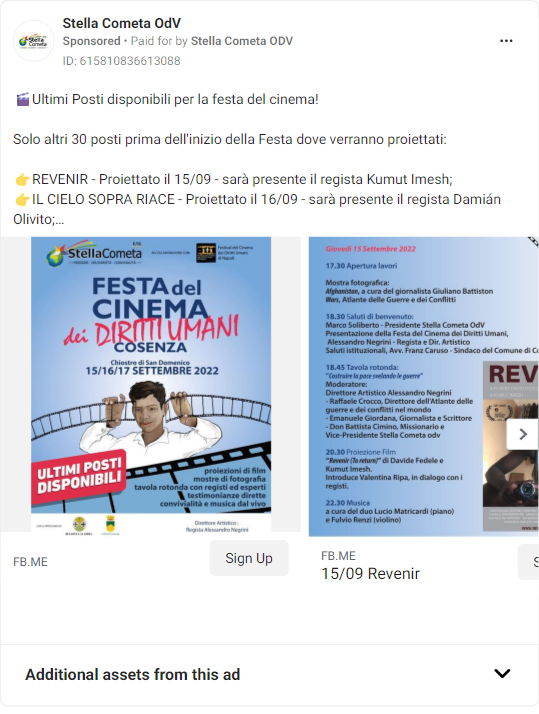 Stella Cometa OdV
Sponsored • Paid for by Stella Cometa ODV
ID: 615810836613088
🎬Ultimi Posti disponibili per la festa del cinema!
Solo altri 30 posti prima dell'inizio della Festa dove verranno proiettati:
👉REVENIR - Proiettato il 15/09 - sarà presente il regista Kumut Imesh;
👉IL CIELO SOPRA RIACE - Proiettato il 16/09 - sarà presente il regista Damián
Olivito;...
StellaCometa
FESTA del
CINEMA
dei DIRITTI UMANI
COSENZA
Chiostro di San Domenico
15/16/17 SETTEMBRE 2022
ULTIMI POSTI
DISPONIBILI
proiezioni di film
mostre di fotografia
tavola rotonda con registi ed esperti
testimonianze dirette
convivialità e musica dal vivo
Direttore Artistico :
Regista Alessandro Negrini
Giovedì 15 Settembre 2022
17.30 Apertura lavori
Mostra fotografica:
Afghanistan, a cura del giornalista Giuliano Battiston
Wars, Atlante delle Guerre e dei Conflitti
18.30 Saluti di benvenuto:
Marco Soliberto - Presidente Stella Cometa OdV
Presentazione della Festa del Cinema dei Diritti Umani,
Alessandro Negrini - Regista e Dir. Artistico
Saluti istituzionali, Avv. Franz Caruso - Sindaco del Comune di Co
18.45 Tavola rotonda:
"Costruire la pace svelando le guerre"
Moderatore:
Direttore Artistico Alessandro Negrini
- Raffaele Crocco, Direttore dell'Atlante delle
guerre e dei conflitti nel mondo
- Emanuele Giordana, Giornalista e Scrittore
- Don Battista Cimino, Missionario e
Vice-Presidente Stella Cometa odv
20.30 Proiezione Film
"Revenir (To return)" di Davide Fedele e
Kumut Imesh.
Introduce Valentina Ripa, in dialogo con i
registi.
22.30 Musica
a cura del duo Lucio Matricardi (piano)
e Fulvio Renzi (violino)
REV
FB.ME
Sign Up
FB.ME
15/09 Revenir
S
Additional assets from this ad